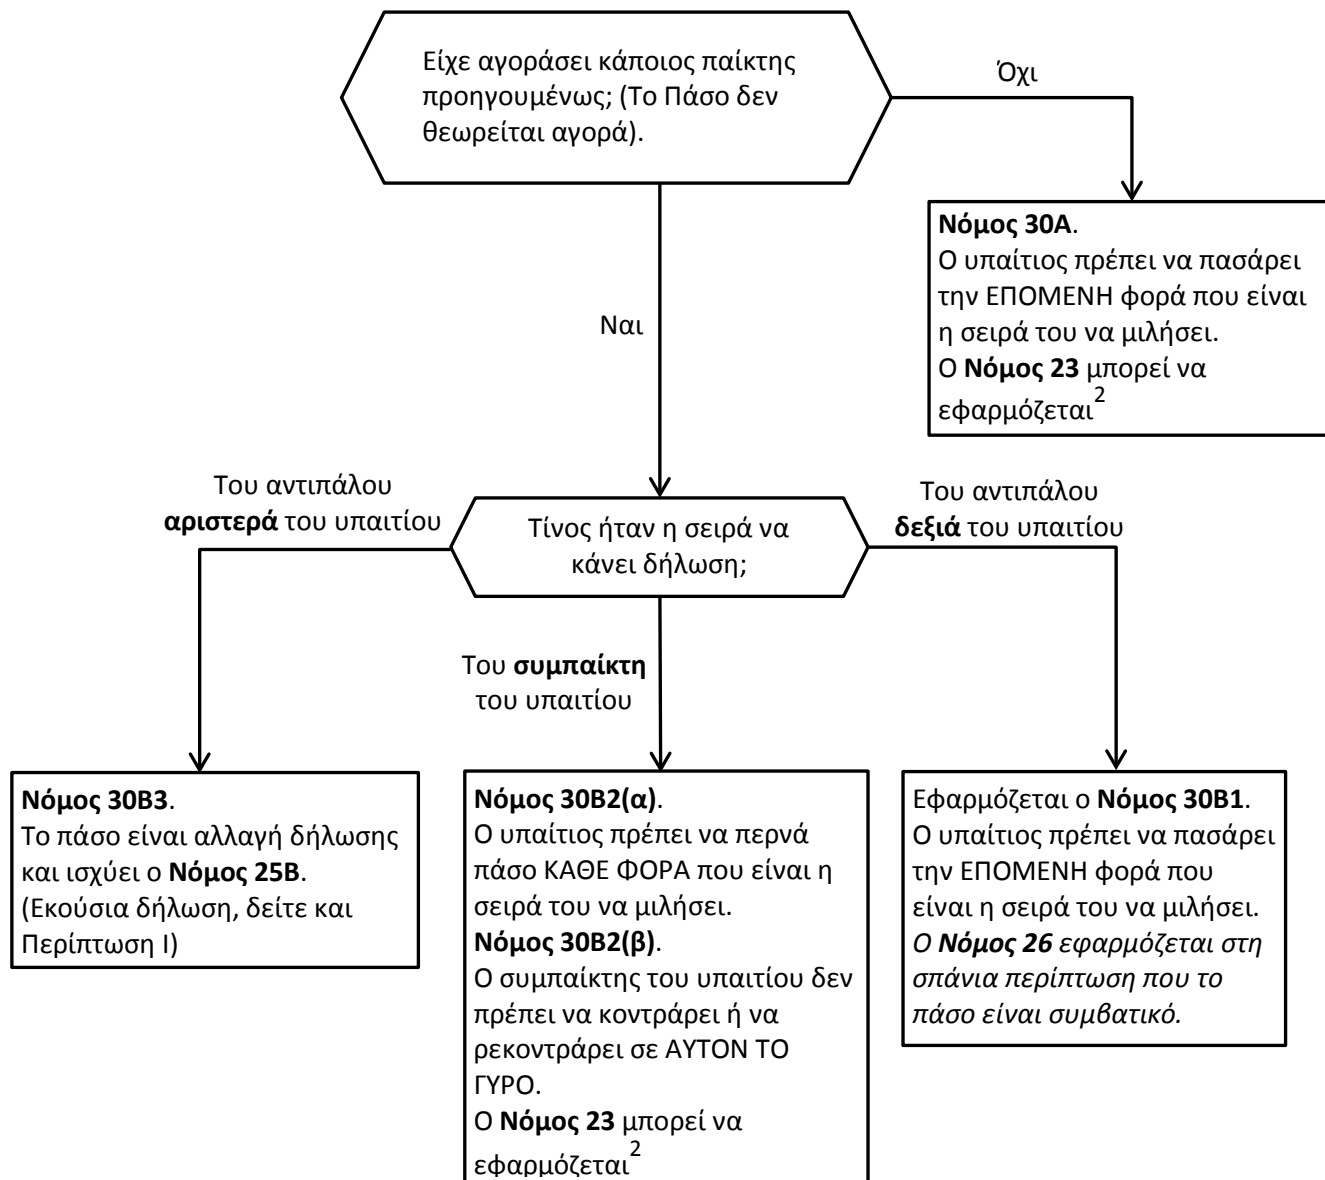 Είχε αγοράσει κάποιος παίκτης
προηγουμένως; (Το Πάσο δεν
θεωρείται αγορά).
Όχι
Νόμος 30Α.
Ο υπαίτιος πρέπει να πασάρει
την ΕΠΟΜΕΝΗ φορά που είναι
η σειρά του να μιλήσει.
Ο Νόμος 23 μπορεί να
εφαρμόζεται2
Ναι
Του αντιπάλου
αριστερά του υπαιτίου
Τίνος ήταν η σειρά να
κάνει δήλωση;
Του αντιπάλου
δεξιά του υπαιτίου
Του συμπαίκτη
του υπαιτίου
Νόμος 30Β3.
Το πάσο είναι αλλαγή δήλωσης
και ισχύει ο Νόμος 25Β.
(Εκούσια δήλωση, δείτε και
Περίπτωση Ι)
Νόμος 30Β2(α).
Ο υπαίτιος πρέπει να περνά
πάσο ΚΑΘΕ ΦΟΡΑ που είναι η
σειρά του να μιλήσει.
Νόμος 30Β2(β).
Ο συμπαίκτης του υπαιτίου δεν
πρέπει να κοντράρει ή να
ρεκοντράρει σε ΑΥΤΟΝ ΤΟ
ΓΥΡΟ.
Ο Νόμος 23 μπορεί να
εφαρμόζεται2
Εφαρμόζεται ο Νόμος 30Β1.
Ο υπαίτιος πρέπει να πασάρει
την ΕΠΟΜΕΝΗ φορά που
είναι η σειρά του να μιλήσει.
Ο Νόμος 26 εφαρμόζεται στη
σπάνια περίπτωση που το
πάσο είναι συμβατικό.